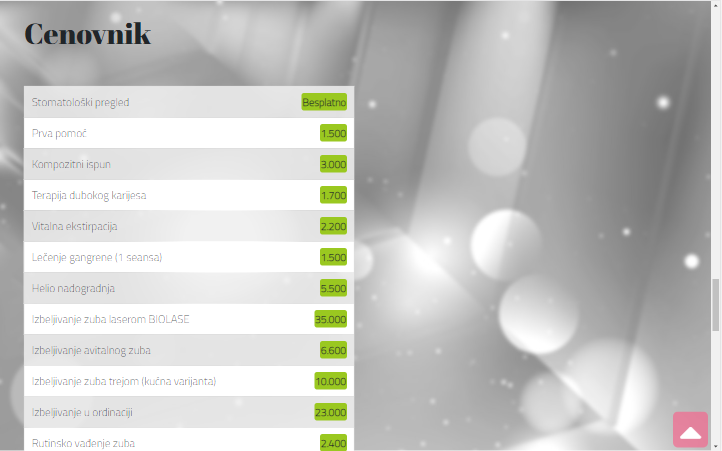 Cenovnik
Stomatološki pregled Besplatno
Prva pomoć 1.500
Kompozitni ispun 3.000
Terapija dubokog karijesa 1.700
Vitalna ekstirpacija 2.200
Lečenje gangrene (1 seansa) 1.500
Helio nadogradnja 5.500
Izbeljivanje zuba laserom BIOLASE 35.000
Izbeljivanje avitalnog zuba 6.600
Izbeljivanje zuba trejom (kućna varijanta) 10.000
Izbeljivanje u ordinaciji 23.000
Rutinsko vađenje zuba 2.400